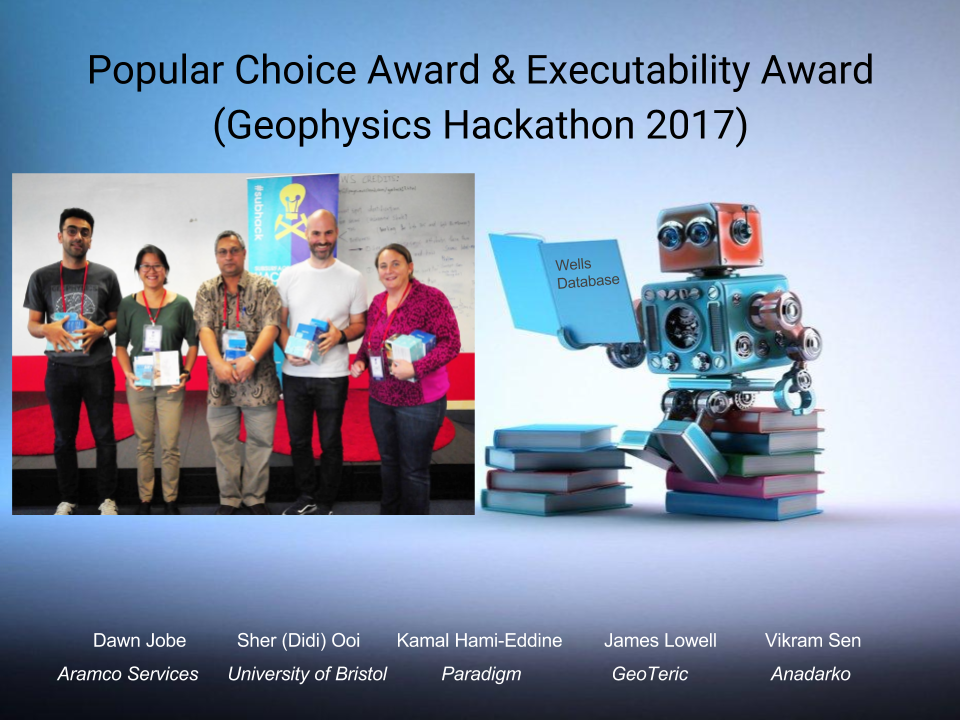 Popular Choice Award & Executability Award
(Geophysics Hackathon 2017)
#subhack
Wells
Database
Dawn Jobe Sher (Didi) Ooi Kamal Hami-Eddine James Lowell Vikram Sen
Aramco Services University of Bristol Paradigm GeoTeric Anadarko